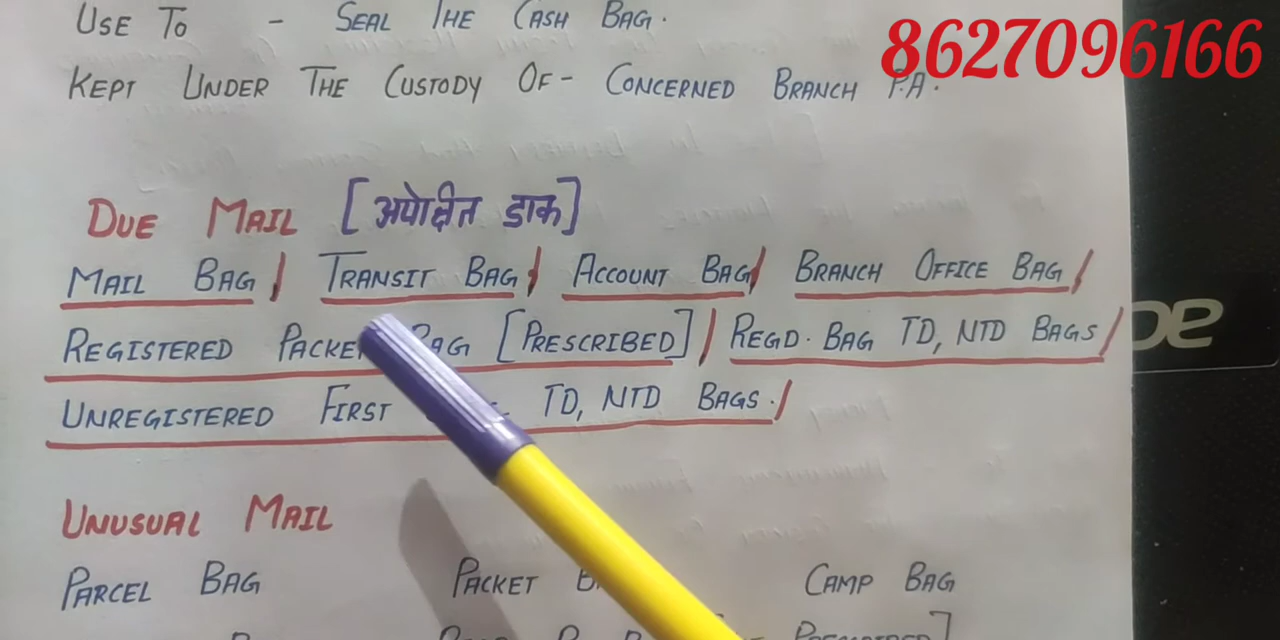 USE TO - SEAL THE CASH BAG.
8627096166
KEPT UNDER THE CUSTODY OF - CONCERNED BRANCH P.A.
DUE MAIL [अपेक्षीत डाक]
MAIL BAG / TRANSIT BAG / ACCOUNT BAG / BRANCH OFFICE BAG /
REGISTERED BAG [PRESCRIBED] / REGD. BAG TD, NTD BAGS /
UNREGISTERED FIRST TD, NTD BAGS. /
UNUSUAL MAIL
PARCEL BAG PACKET CAMP BAG